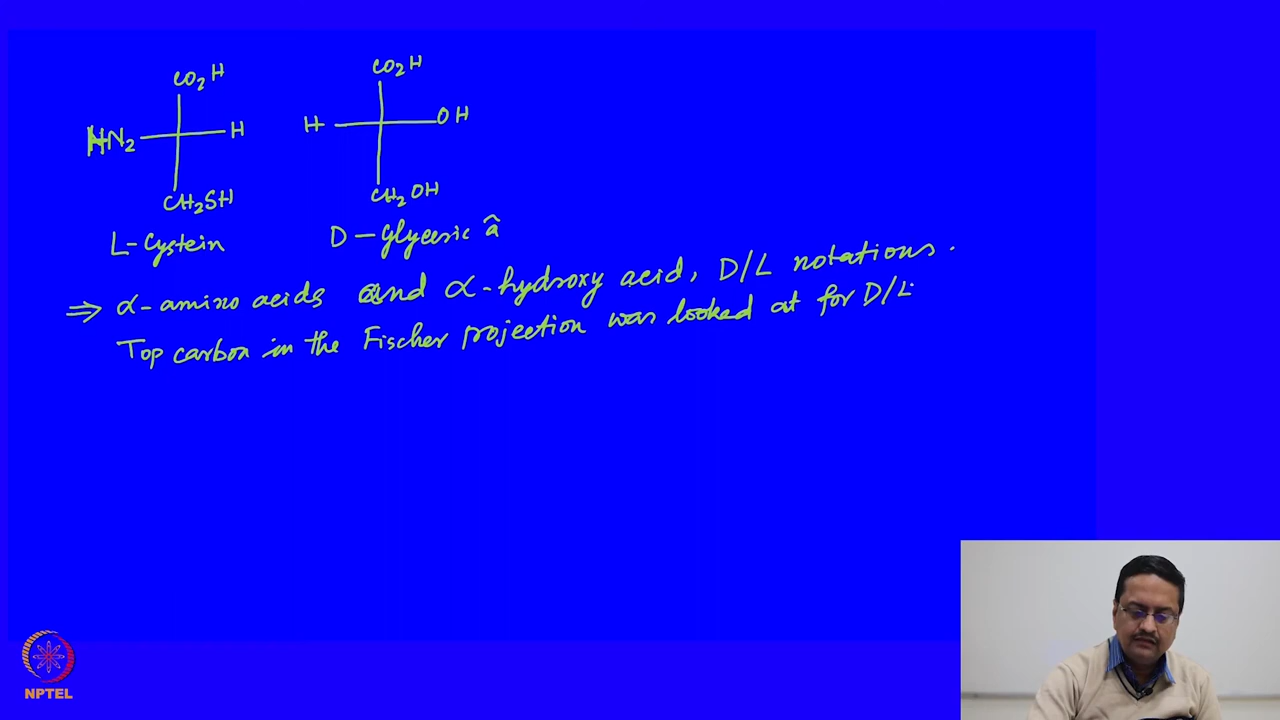 CO2H
HN2 H
CH2SH
L-Cystein
CO2H
H OH
CH2OH
D-glyceric â
⇒ α-amino acids and α-hydroxy acid, D/L notations.
Top carbon in the Fischer projection was looked at for D/L
NPTEL